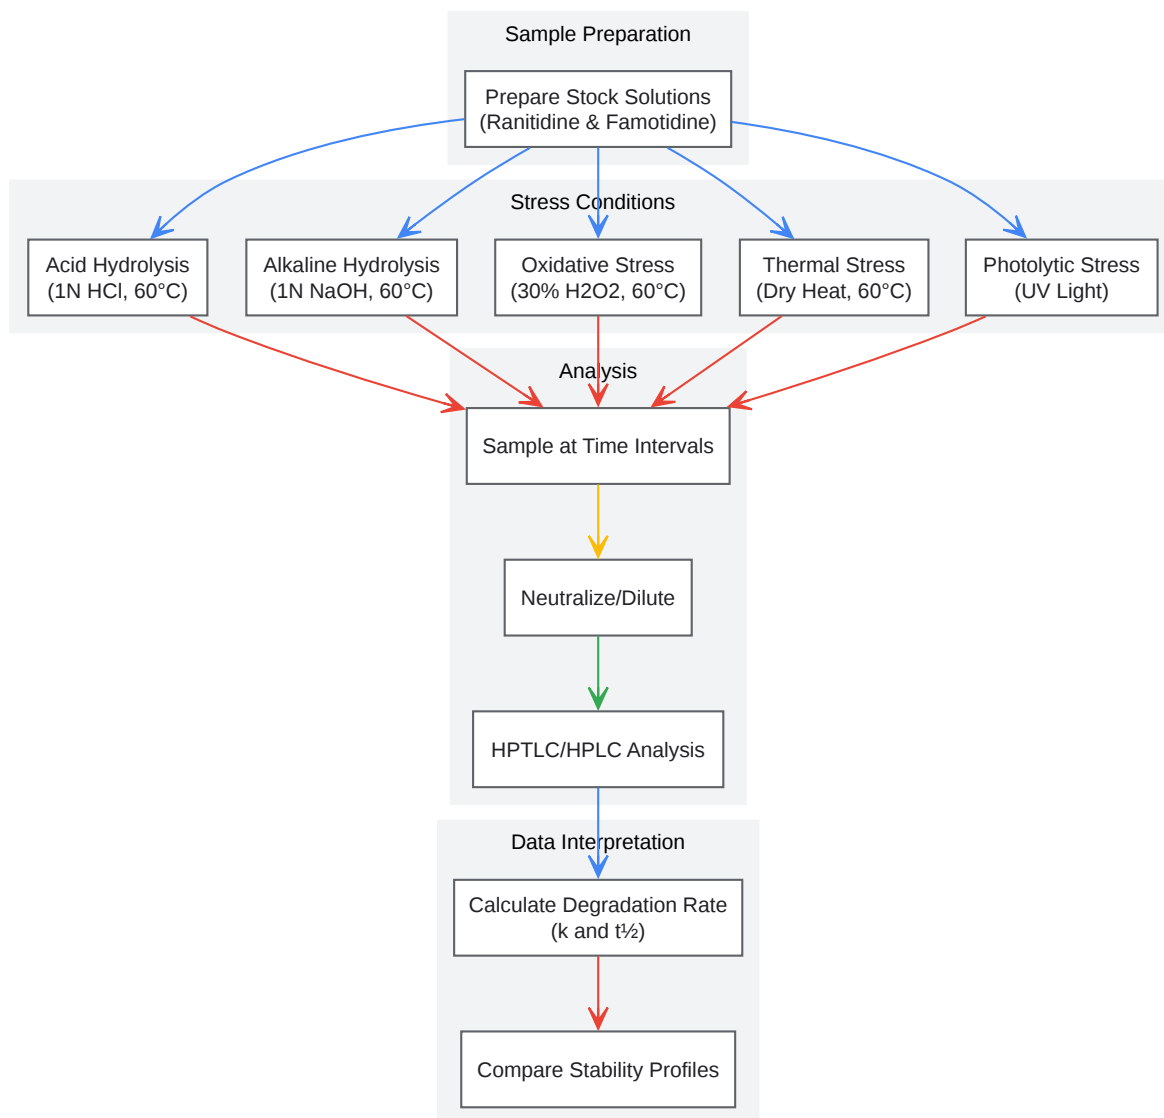 Sample Preparation
Prepare Stock Solutions
(Ranitidine & Famotidine)
Stress Conditions
Acid Hydrolysis
(1N HCl, 60°C)
Alkaline Hydrolysis
(1N NaOH, 60°C)
Oxidative Stress
(30% H2O2, 60°C)
Thermal Stress
(Dry Heat, 60°C)
Photolytic Stress
(UV Light)
Analysis
Sample at Time Intervals
Neutralize/Dilute
HPTLC/HPLC Analysis
Data Interpretation
Calculate Degradation Rate
(k and t½)
Compare Stability Profiles